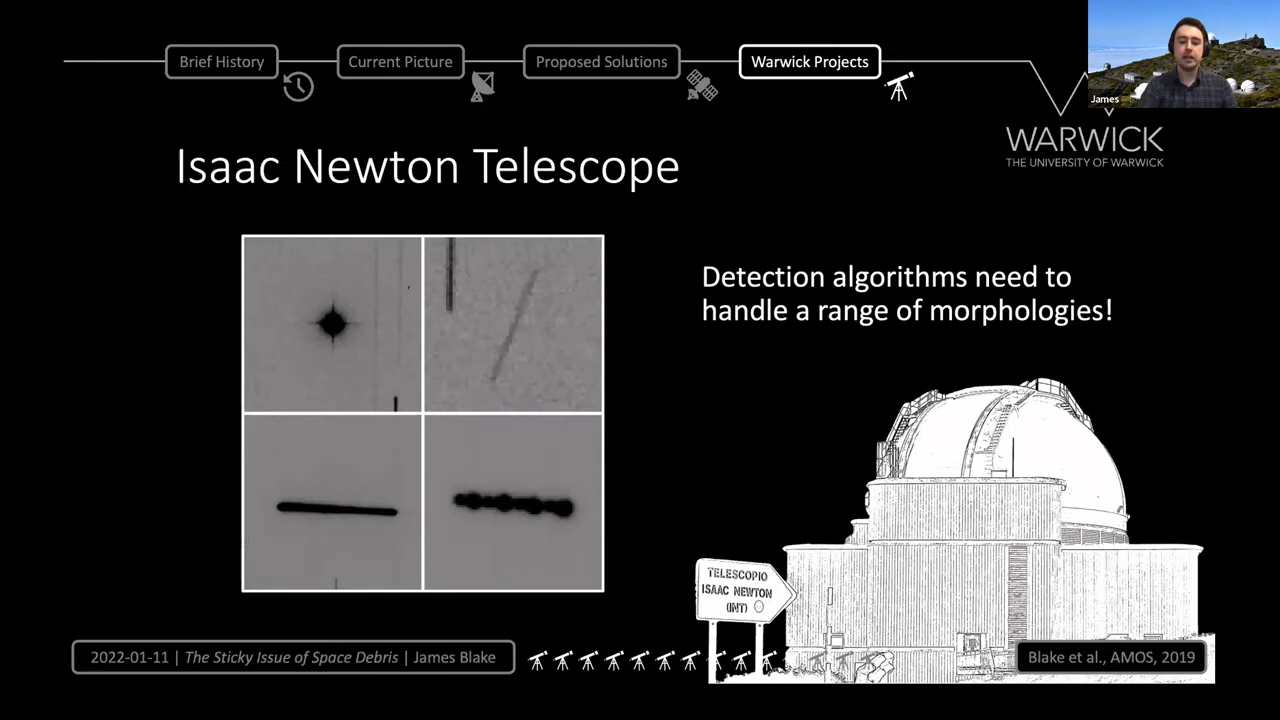 Brief History
Current Picture
Proposed Solutions
Warwick Projects
James
WARWICK
THE UNIVERSITY OF WARWICK
Isaac Newton Telescope
Detection algorithms need to
handle a range of morphologies!
TELESCOPIO
ISAAC NEWTON
(INT)
2022-01-11 | The Sticky Issue of Space Debris | James Blake
Blake et al., AMOS, 2019